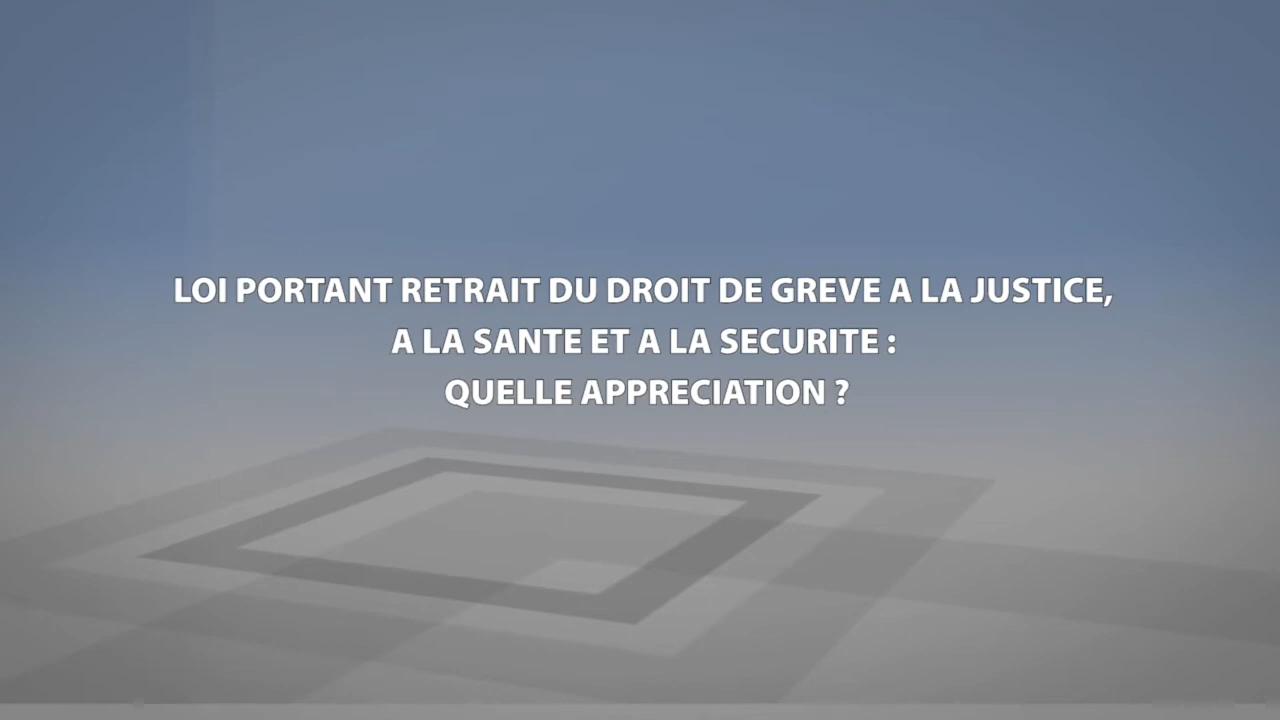 LOI PORTANT RETRAIT DU DROIT DE GREVE A LA JUSTICE,
A LA SANTE ET A LA SECURITE :
QUELLE APPRECIATION ?